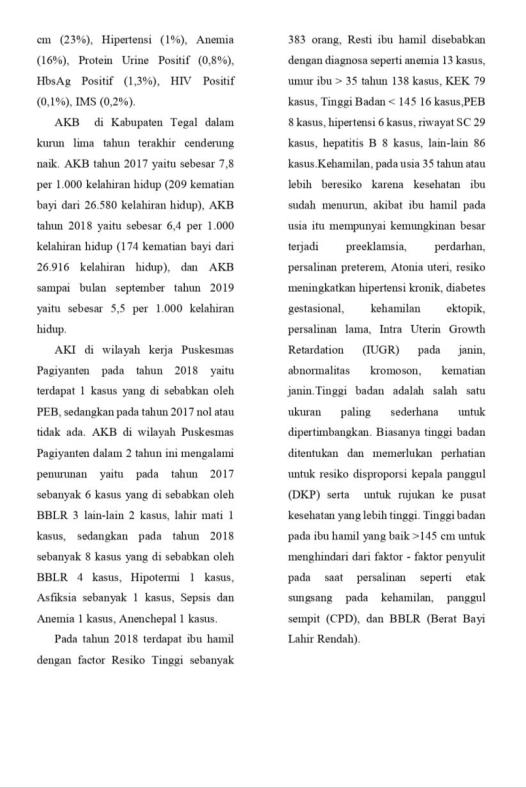 cm (23%), Hipertensi (1%), Anemia
(16%), Protein Urine Positif (0,8%),
HbsAg Positif (1,3%), HIV Positif
(0,1%), IMS (0,2%).
AKB di Kabupaten Tegal dalam
kurun lima tahun terakhir cenderung
naik. AKB tahun 2017 yaitu sebesar 7,8
per 1.000 kelahiran hidup (209 kematian
bayi dari 26.580 kelahiran hidup), AKB
tahun 2018 yaitu sebesar 6,4 per 1.000
kelahiran hidup (174 kematian bayi dari
26.916 kelahiran hidup), dan AKB
sampai bulan september tahun 2019
yaitu sebesar 5,5 per 1.000 kelahiran
hidup.
AKI di wilayah kerja Puskesmas
Pagiyanten pada tahun 2018 yaitu
terdapat 1 kasus yang di sebabkan oleh
PEB, sedangkan pada tahun 2017 nol atau
tidak ada. AKB di wilayah Puskesmas
Pagiyanten dalam 2 tahun ini mengalami
penurunan yaitu pada tahun 2017
sebanyak 6 kasus yang di sebabkan oleh
BBLR 3 lain-lain 2 kasus, lahir mati 1
kasus, sedangkan pada tahun 2018
sebanyak 8 kasus yang di sebabkan oleh
BBLR 4 kasus, Hipotermi 1 kasus,
Asfiksia sebanyak 1 kasus, Sepsis dan
Anemia 1 kasus, Anenchepal 1 kasus.
Pada tahun 2018 terdapat ibu hamil
dengan factor Resiko Tinggi sebanyak
383 orang, Resti ibu hamil disebabkan
dengan diagnosa seperti anemia 13 kasus,
umur ibu > 35 tahun 138 kasus, KEK 79
kasus, Tinggi Badan < 145 16 kasus,PEB
8 kasus, hipertensi 6 kasus, riwayat SC 29
kasus, hepatitis B 8 kasus, lain-lain 86
kasus.Kehamilan, pada usia 35 tahun atau
lebih beresiko karena kesehatan ibu
sudah menurun, akibat ibu hamil pada
usia itu mempunyai kemungkinan besar
terjadi preeklamsia, perdarhan,
persalinan preterem, Atonia uteri, resiko
meningkatkan hipertensi kronik, diabetes
gestasional, kehamilan ektopik,
persalinan lama, Intra Uterin Growth
Retardation (IUGR) pada janin,
abnormalitas kromoson, kematian
janin.Tinggi badan adalah salah satu
ukuran paling sederhana untuk
dipertimbangkan. Biasanya tinggi badan
ditentukan dan memerlukan perhatian
untuk resiko disproporsi kepala panggul
(DKP) serta untuk rujukan ke pusat
kesehatan yang lebih tinggi. Tinggi badan
pada ibu hamil yang baik >145 cm untuk
menghindari dari faktor - faktor penyulit
pada saat persalinan seperti etak
sungsang pada kehamilan, panggul
sempit (CPD), dan BBLR (Berat Bayi
Lahir Rendah).